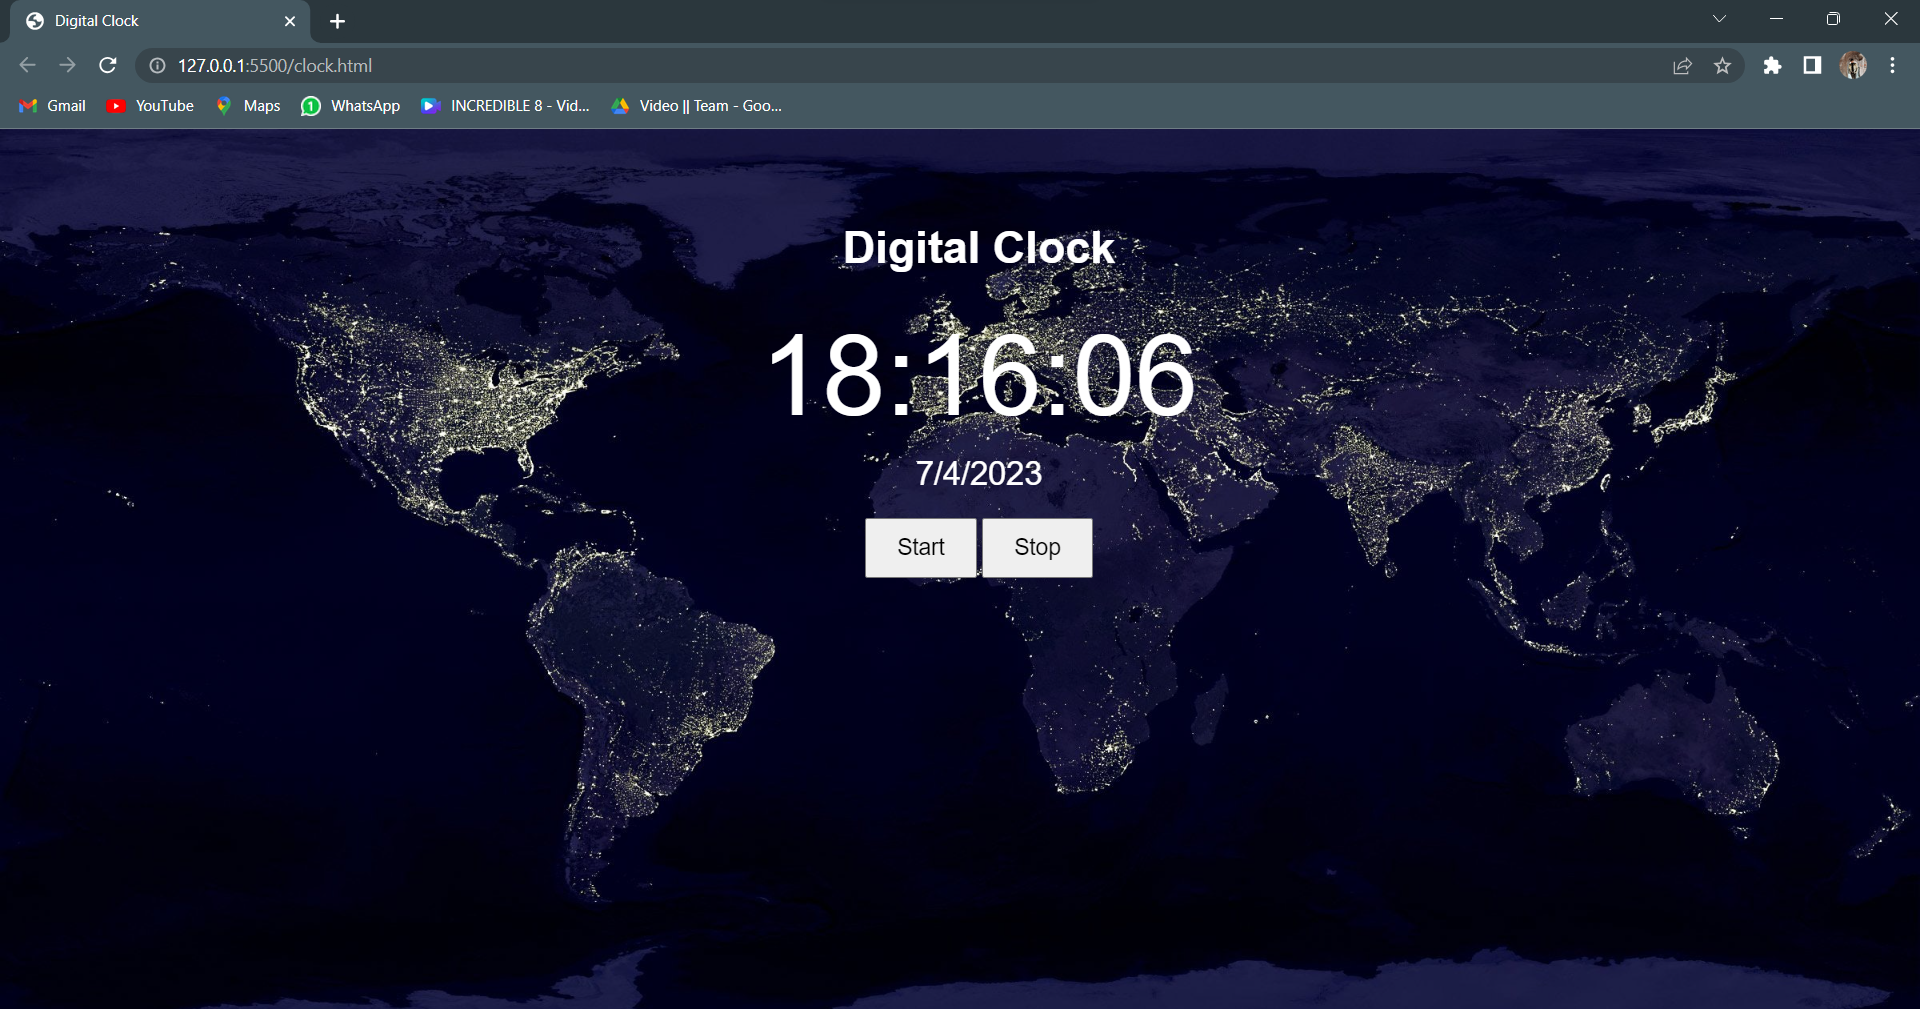 Digital Clock
127.0.0.1:5500/clock.html
Gmail YouTube Maps 1 WhatsApp INCREDIBLE 8 - Vid... Video || Team - Goo...
Digital Clock
18:16:06
7/4/2023
Start Stop